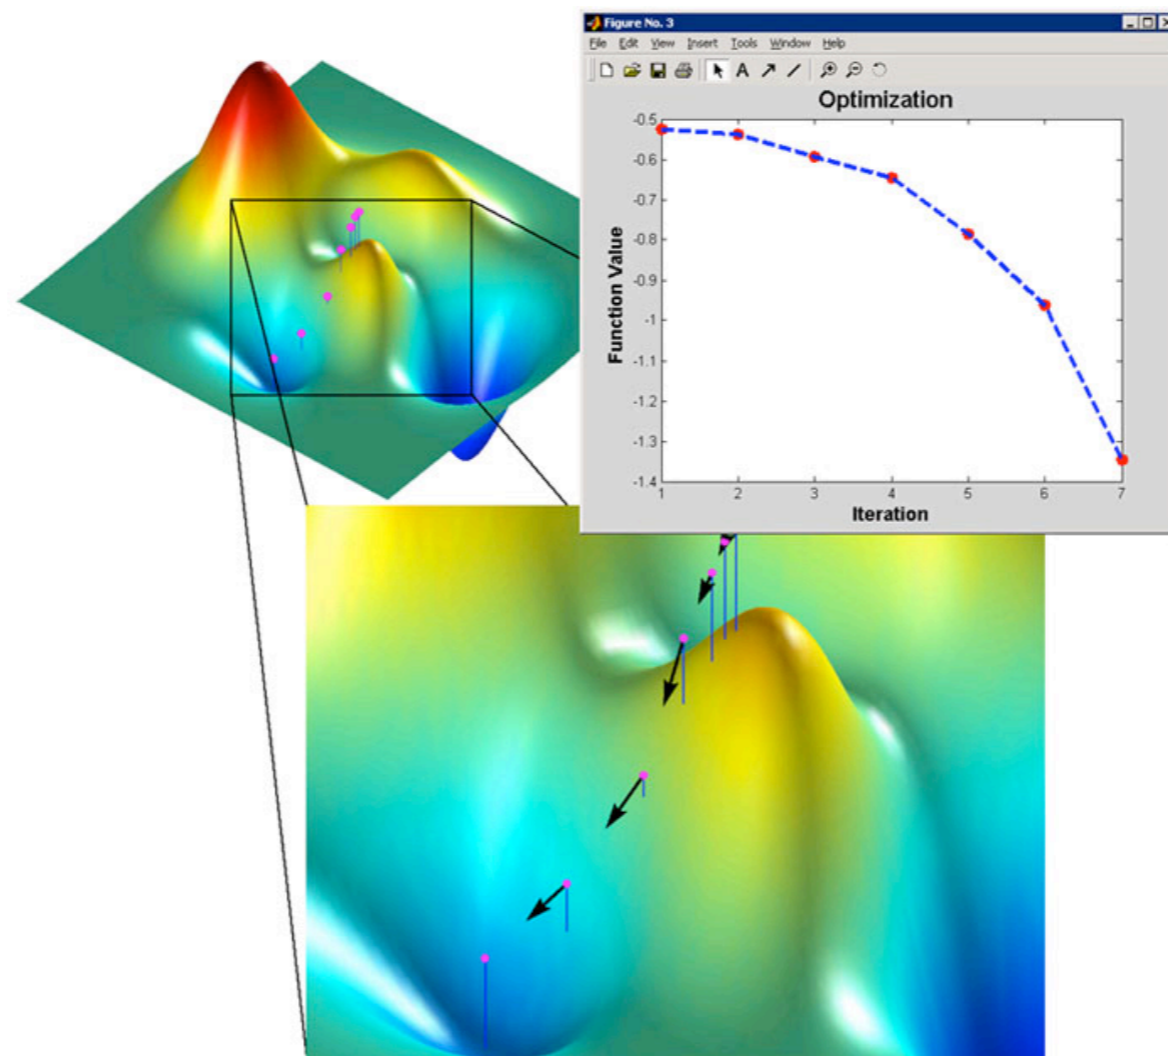 Figure No. 3
File Edit View Insert Tools Window Help
A
Optimization
-0.5
-0.6
-0.7
-0.8
-0.9
-1
-1.1
-1.2
-1.3
-1.4
Function Value
1 2 3 4 5 6 7
Iteration